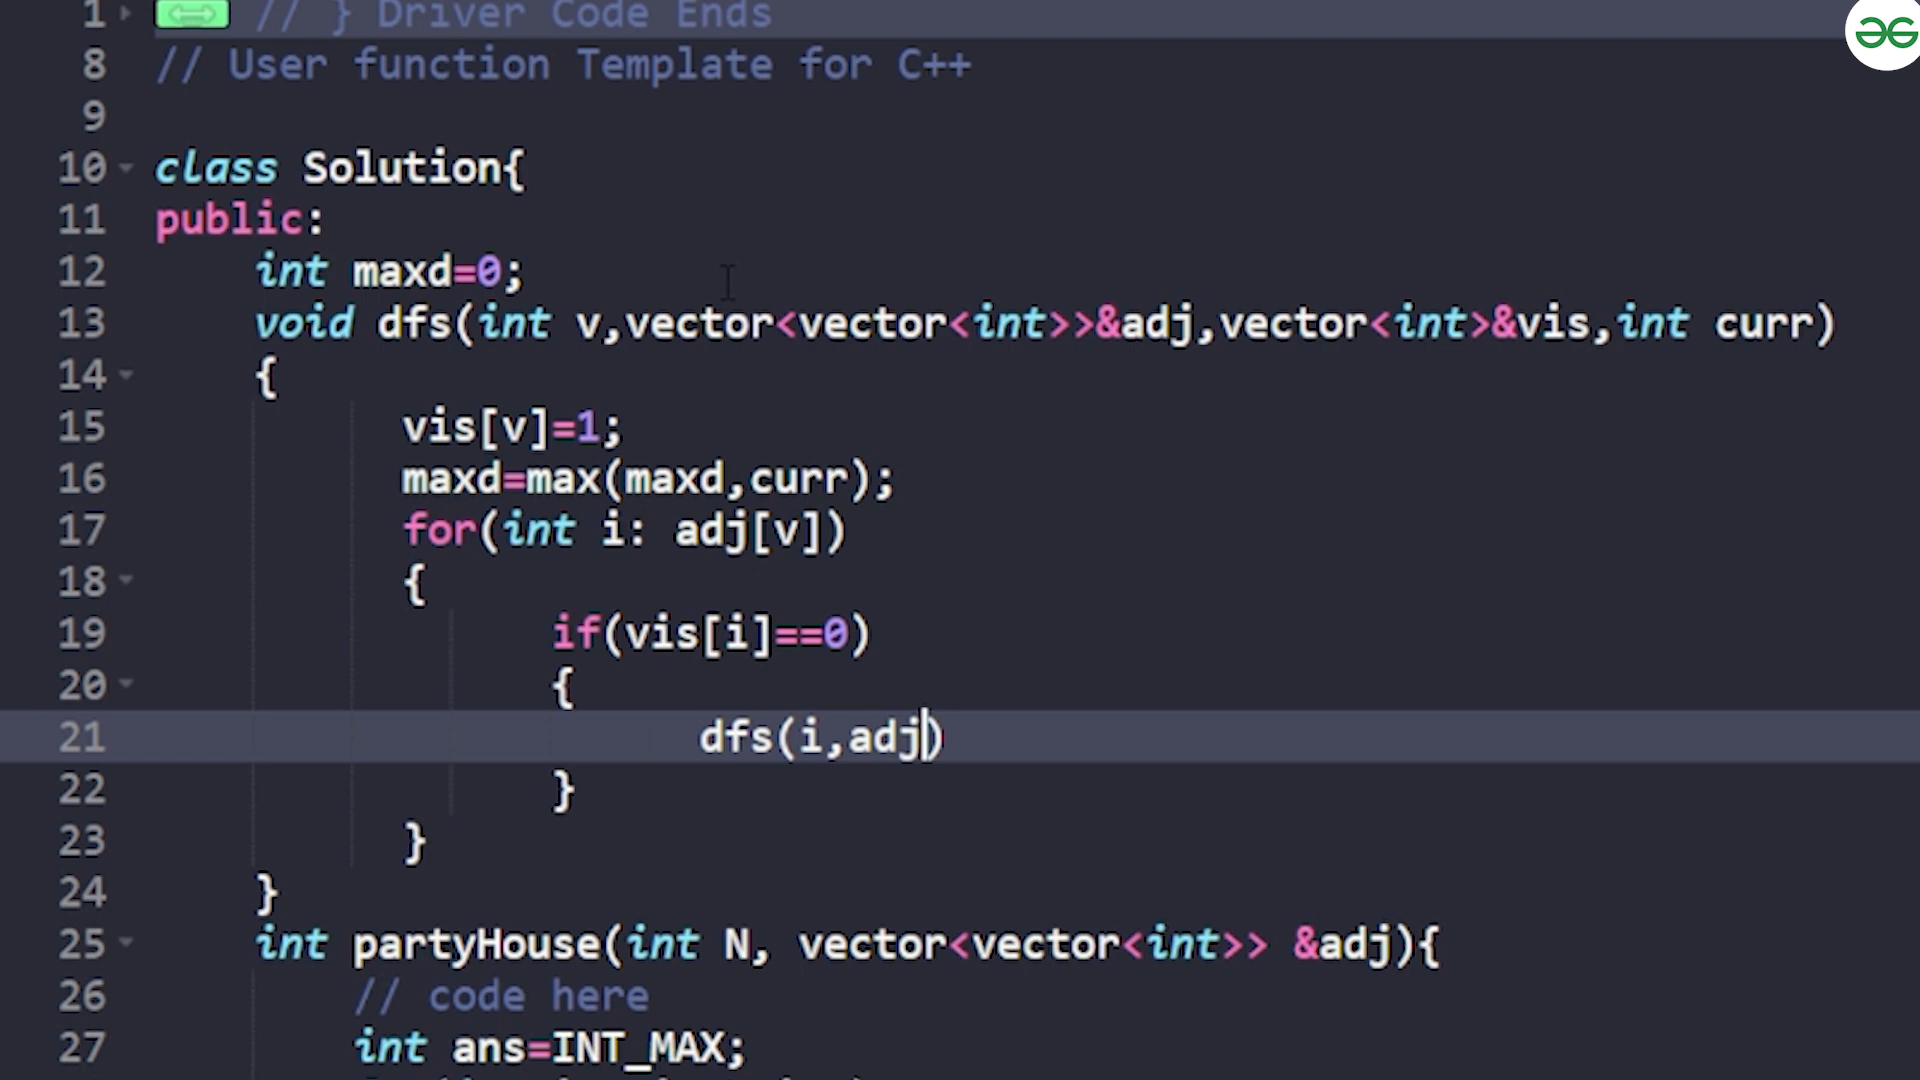 1 // } Driver Code Ends
8 // User function Template for C++
9
10 class Solution{
11 public:
12 int maxd=0;
13 void dfs(int v,vector<vector<int>>&adj,vector<int>&vis,int curr)
14 {
15 vis[v]=1;
16 maxd=max(maxd,curr);
17 for(int i: adj[v])
18 {
19 if(vis[i]==0)
20 {
21 dfs(i,adj)
22 }
23 }
24 }
25 int partyHouse(int N, vector<vector<int>> &adj){
26 // code here
27 int ans=INT_MAX;